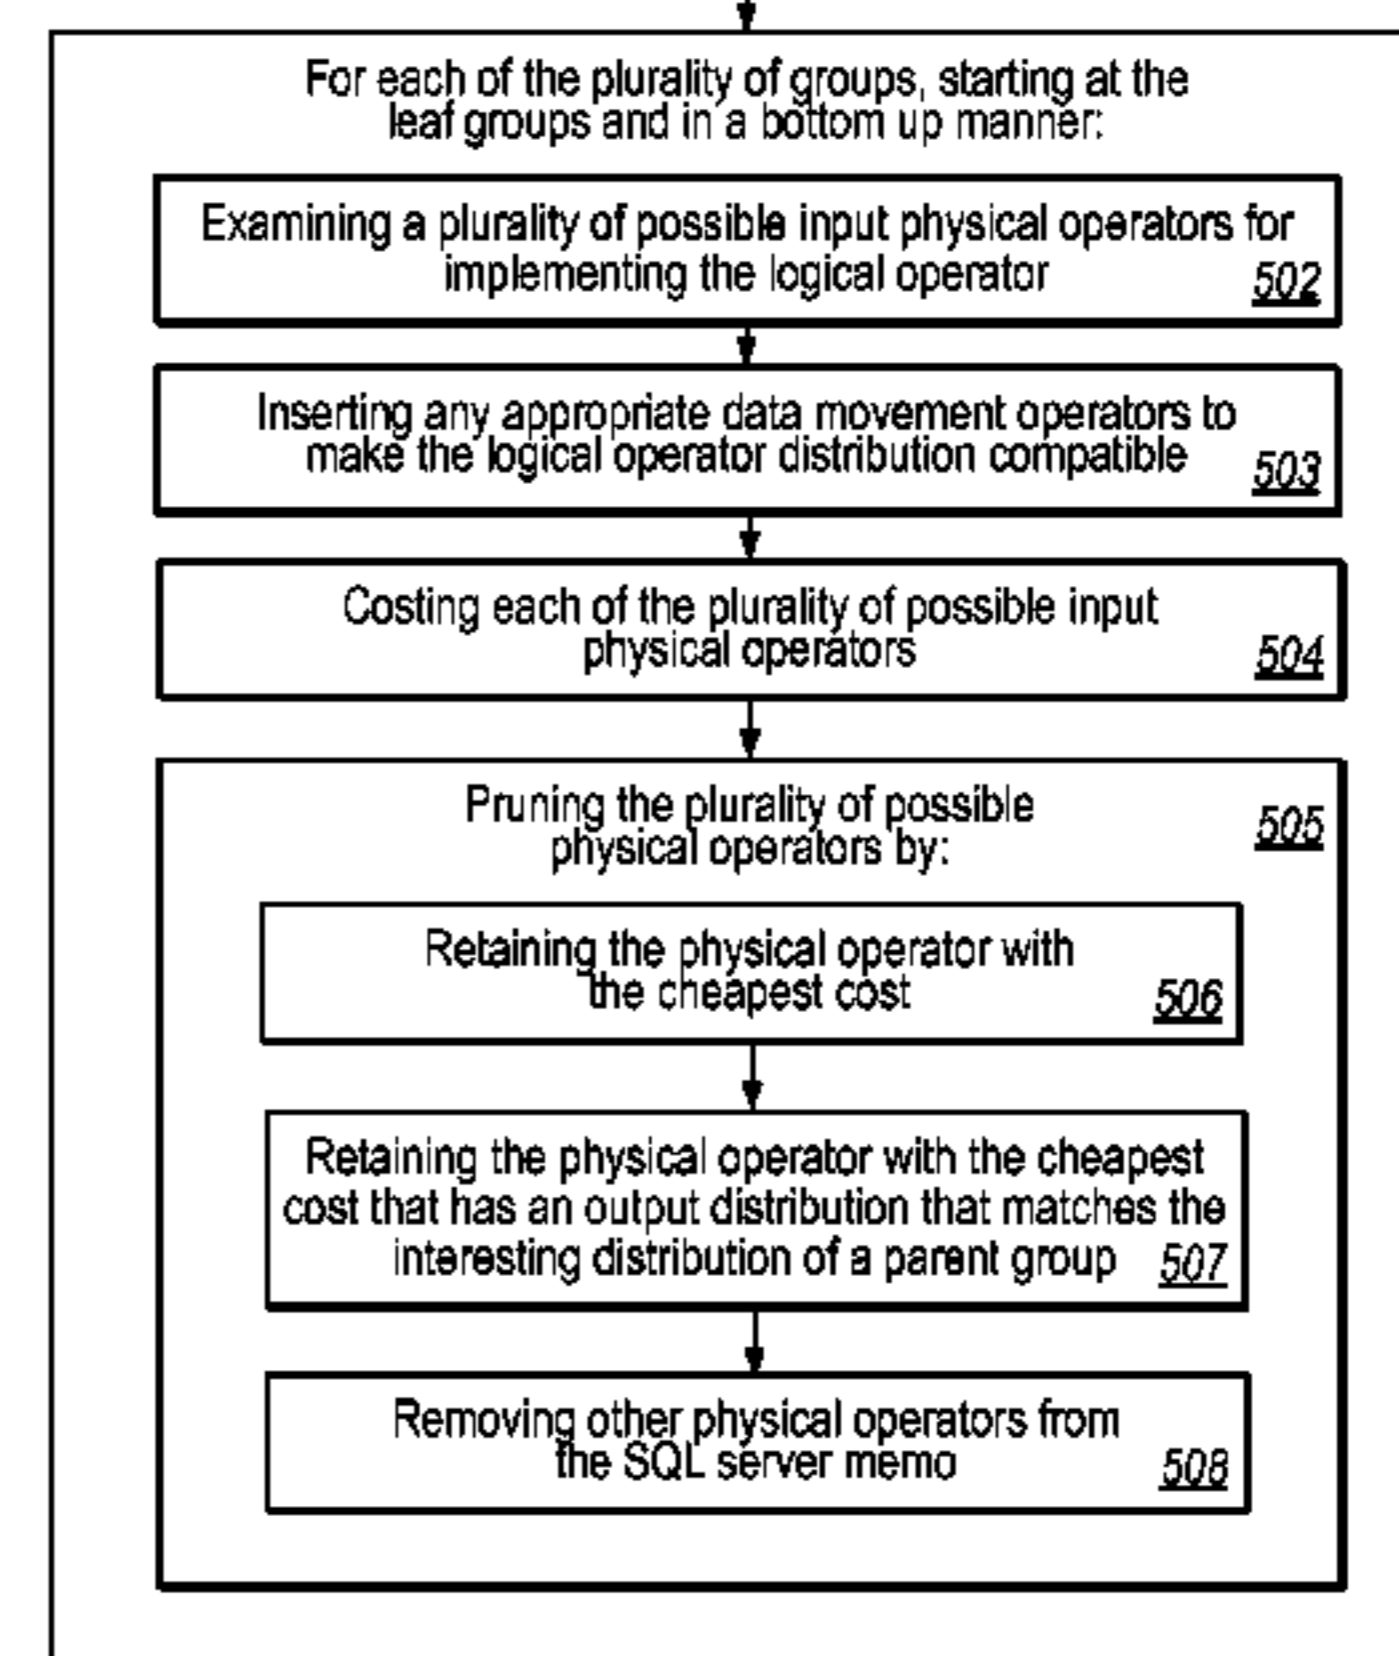 For each of the plurality of groups, starting at the
leaf groups and in a bottom up manner:
Examining a plurality of possible input physical operators for
implementing the logical operator
502
Inserting any appropriate data movement operators to
make the logical operator distribution compatible
503
Costing each of the plurality of possible input
physical operators
504
Pruning the plurality of possible
physical operators by:
505
Retaining the physical operator with
the cheapest cost
506
Retaining the physical operator with the cheapest
cost that has an output distribution that matches the
interesting distribution of a parent group
507
Removing other physical operators from
the SQL server memo
508